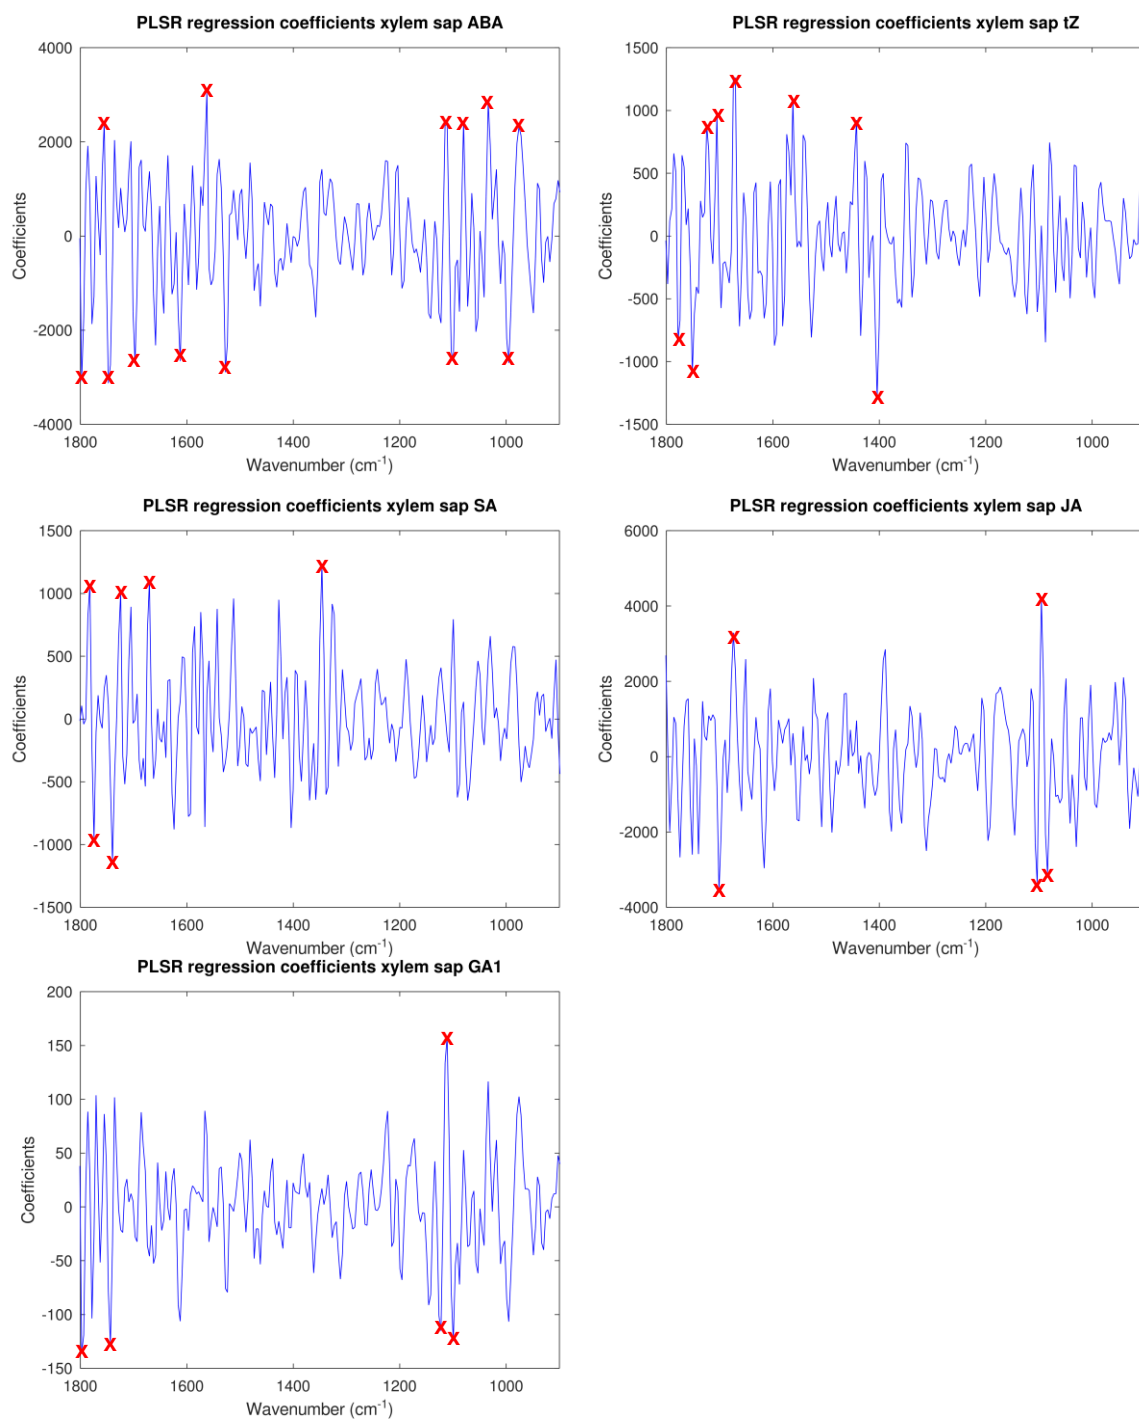 PLSR regression coefficients xylem sap ABA
4000
2000
0
-2000
-4000
Coefficients
1800 1600 1400 1200 1000
Wavenumber (cm-1)
PLSR regression coefficients xylem sap tZ
1500
1000
500
0
-500
-1000
-1500
Coefficients
1800 1600 1400 1200 1000
Wavenumber (cm-1)
PLSR regression coefficients xylem sap SA
1500
1000
500
0
-500
-1000
-1500
Coefficients
1800 1600 1400 1200 1000
Wavenumber (cm-1)
PLSR regression coefficients xylem sap JA
6000
4000
2000
0
-2000
-4000
Coefficients
1800 1600 1400 1200 1000
Wavenumber (cm-1)
PLSR regression coefficients xylem sap GA1
200
150
100
50
0
-50
-100
-150
Coefficients
1800 1600 1400 1200 1000
Wavenumber (cm-1)